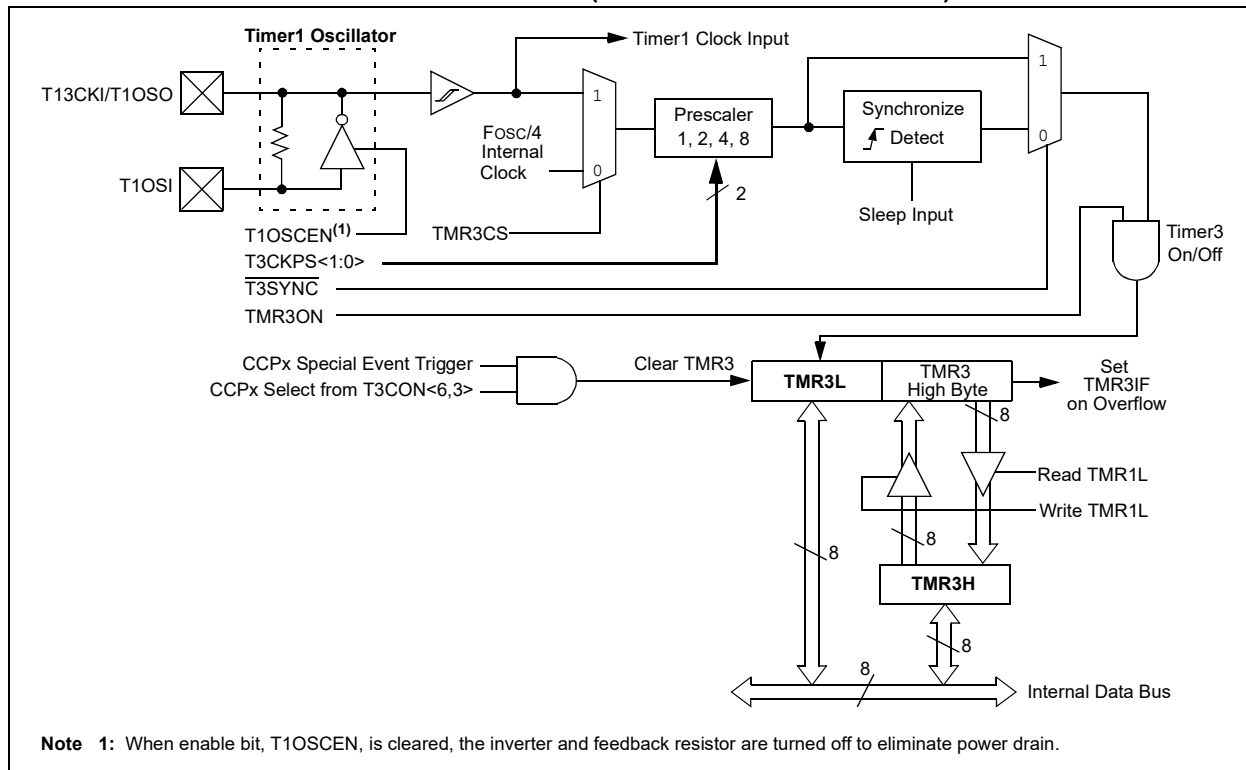 Timer1 Oscillator
Timer1 Clock Input
T13CKI/T1OSO
T1OSI
1
FOSC/4
Internal
Clock
0
Prescaler
1, 2, 4, 8
2
Synchronize
Detect
Sleep Input
1
0
Timer3
On/Off
T1OSCEN(1)
TMR3CS
T3CKPS<1:0>
T3SYNC
TMR3ON
CCPx Special Event Trigger
CCPx Select from T3CON<6,3>
Clear TMR3
TMR3L
TMR3
High Byte
Set
TMR3IF
on Overflow
8
Read TMR1L
Write TMR1L
8
8
TMR3H
8
8
Internal Data Bus
Note 1: When enable bit, T1OSCEN, is cleared, the inverter and feedback resistor are turned off to eliminate power drain.